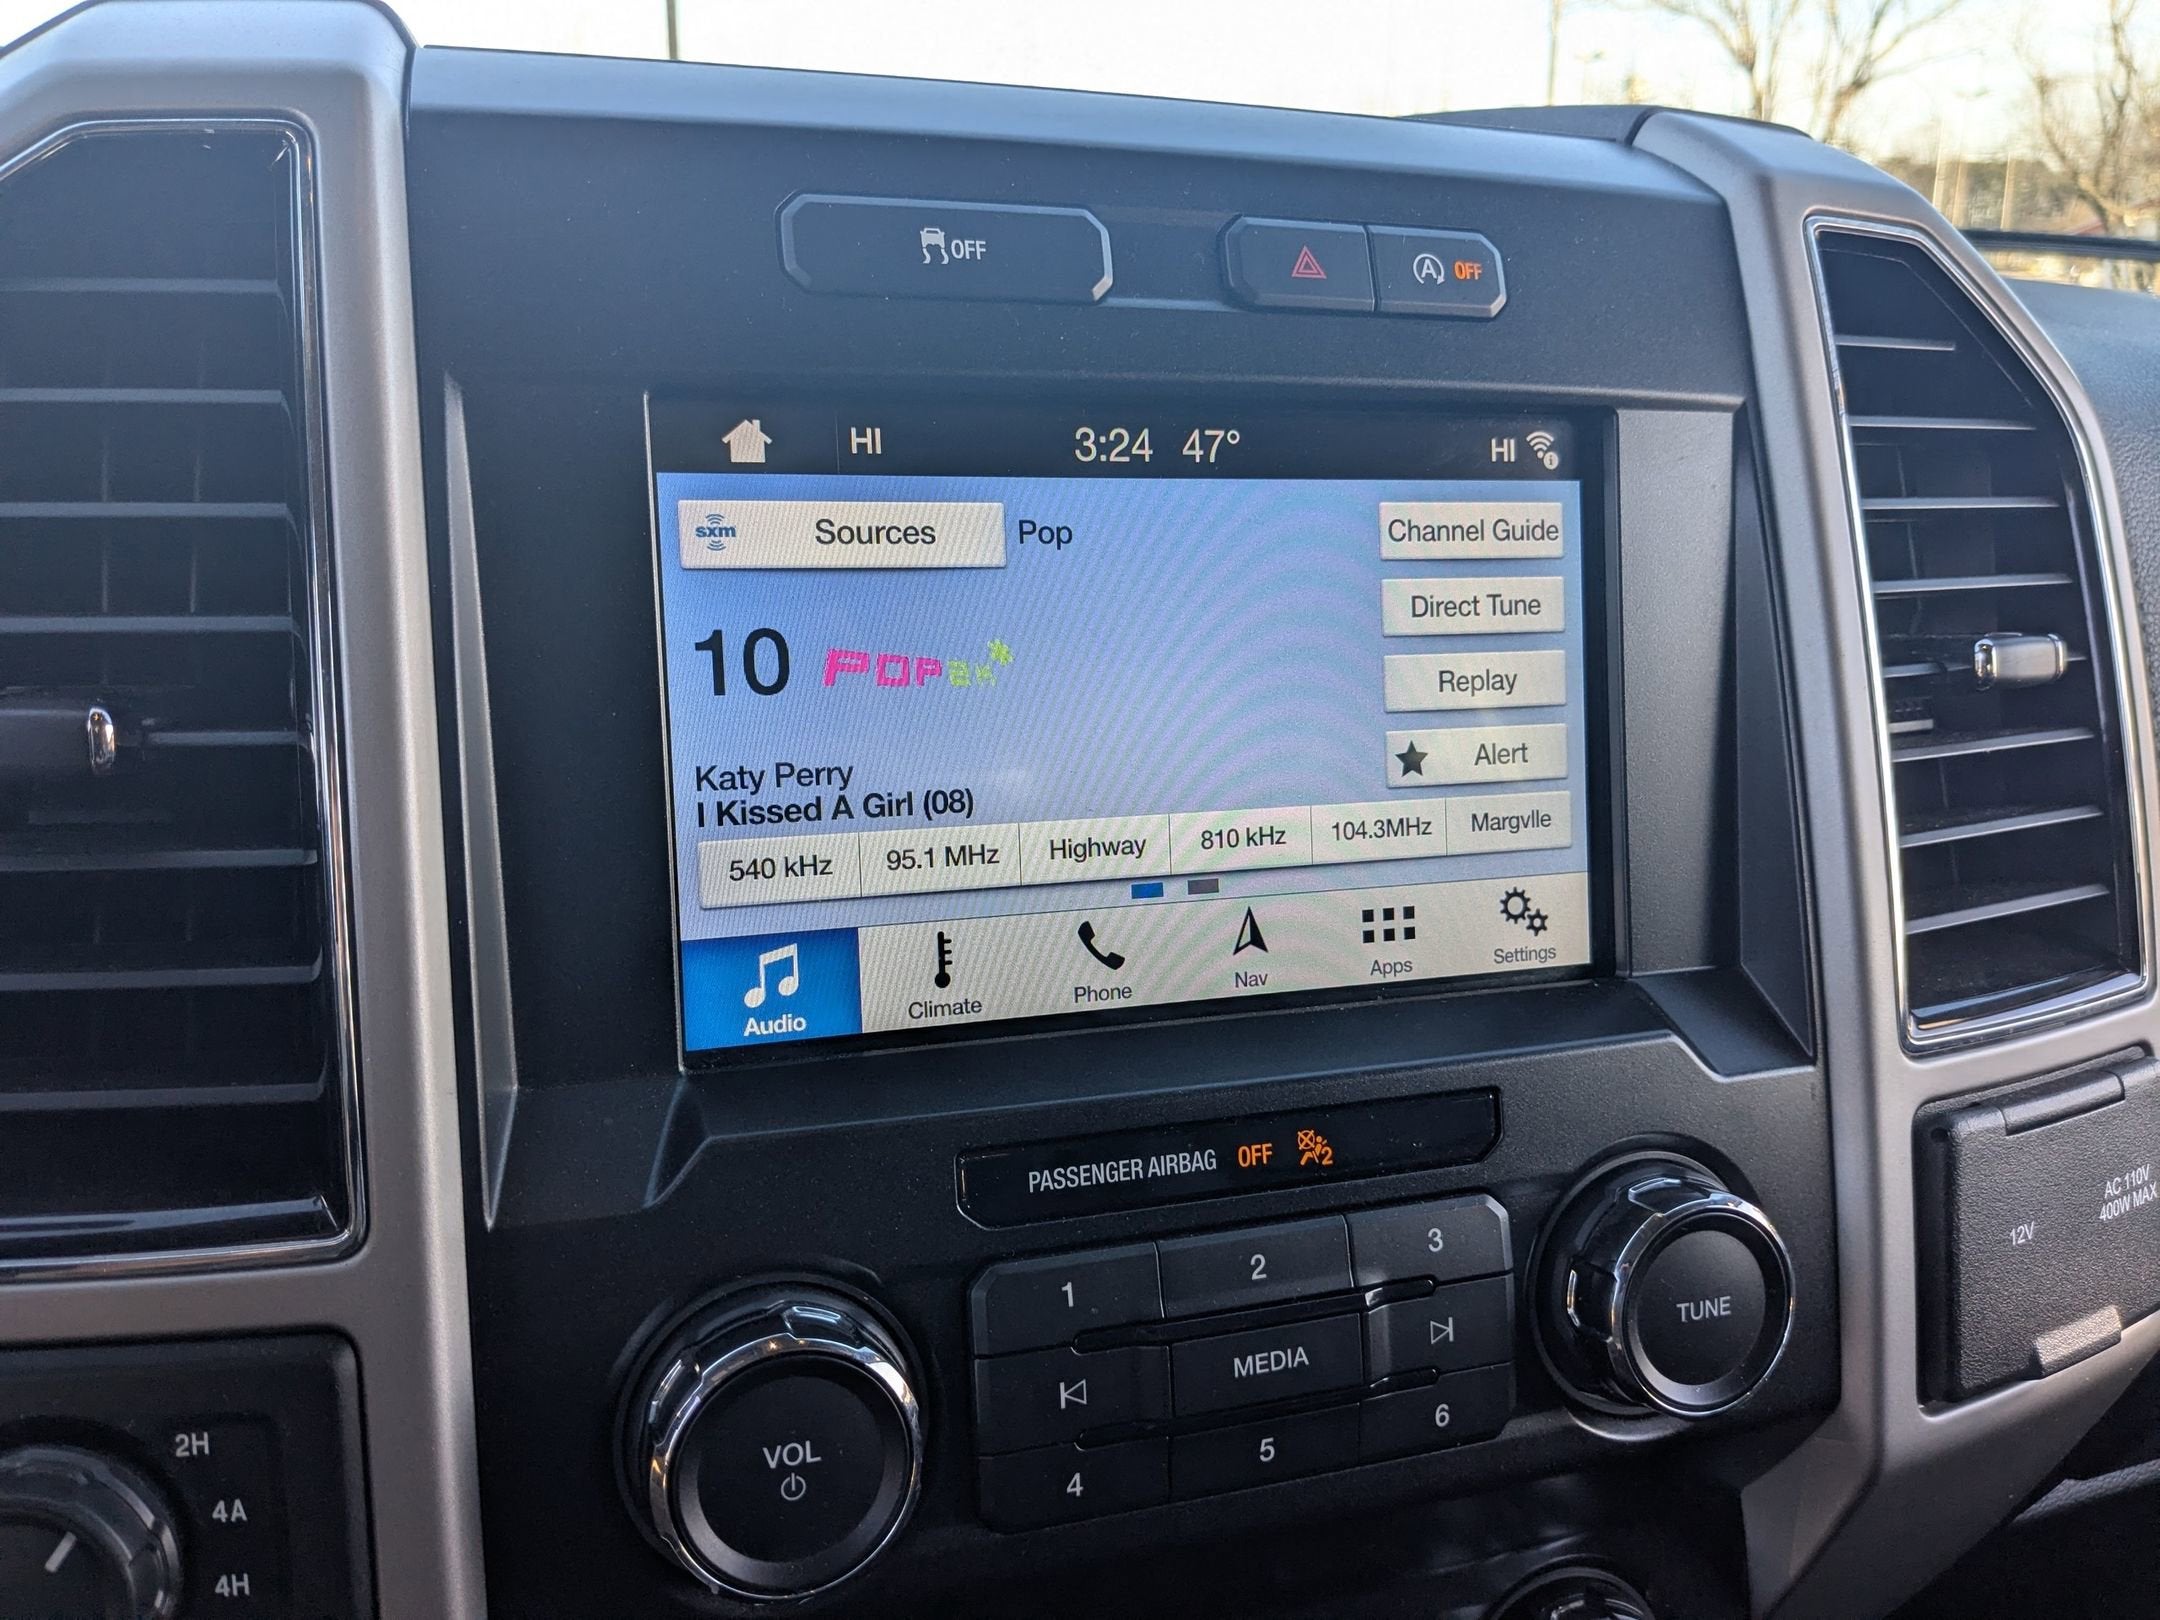 OFF
A OFF
HI 3:24 47° HI
sxm Sources Pop Channel Guide
Direct Tune
10 POP2K*
Replay
Alert
Katy Perry
I Kissed A Girl (08)
540 kHz 95.1 MHz Highway 810 kHz 104.3MHz Margvlle
Audio Climate Phone Nav Apps Settings
PASSENGER AIRBAG OFF 2
1 2 3
MEDIA
4 5 6
VOL
TUNE
12V
AC 110V
400W MAX
2H
4A
4H